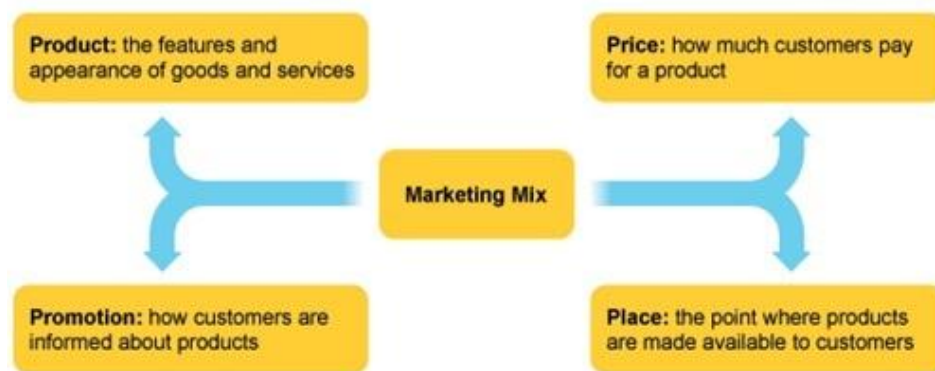 Product: the features and
appearance of goods and services
Price: how much customers pay
for a product
Marketing Mix
Promotion: how customers are
informed about products
Place: the point where products
are made available to customers